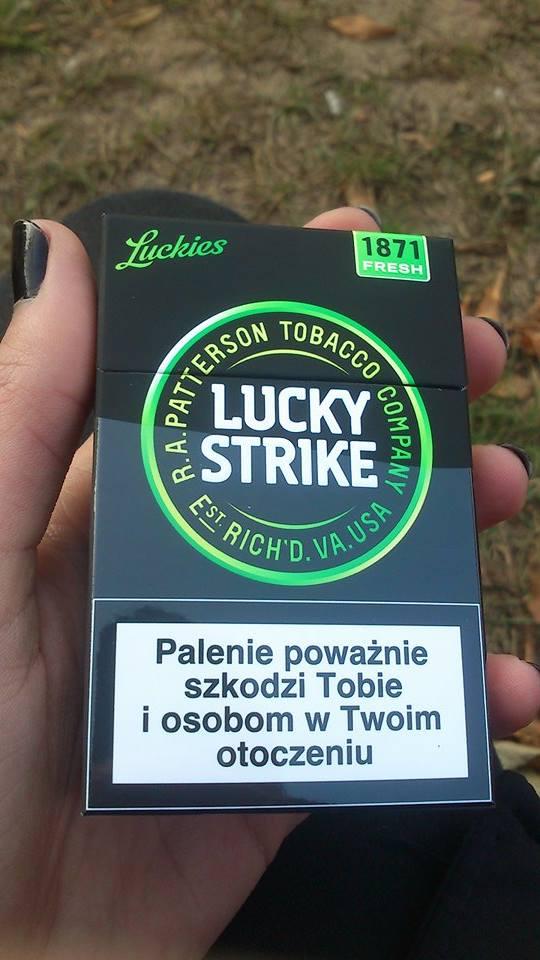 Luckies
1871
FRESH
R.A. PATTERSON TOBACCO COMPANY
LUCKY
STRIKE
EST. RICH'D. VA. USA
Palenie poważnie
szkodzi Tobie
i osobom w Twoim
otoczeniu